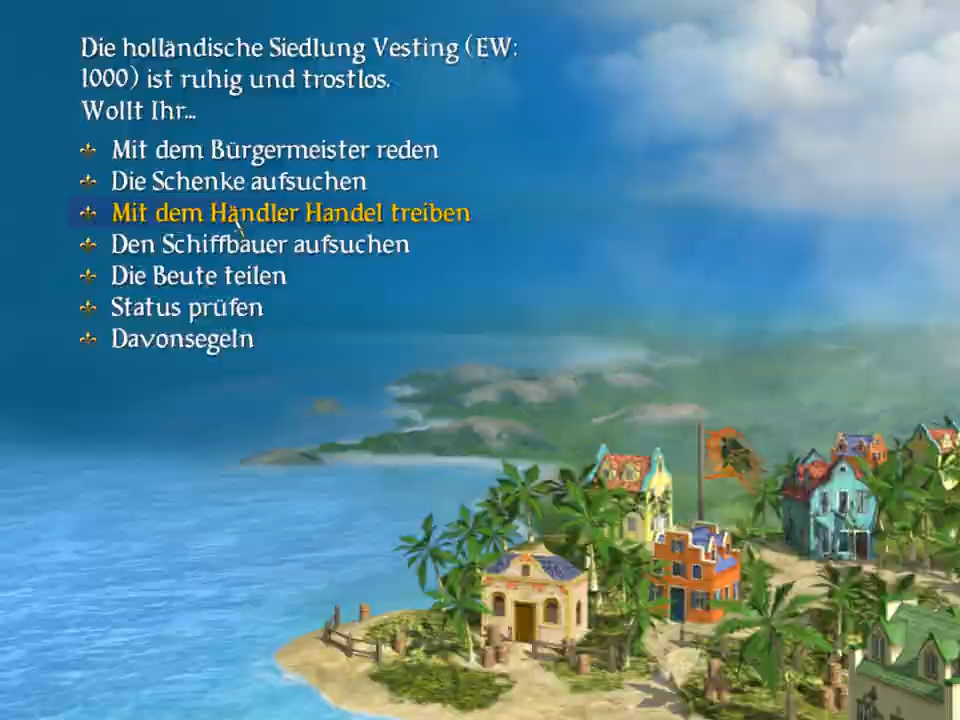 Die holländische Siedlung Vesting (EW:
1000) ist ruhig und trostlos.
Wollt Ihr...
Mit dem Bürgermeister reden
Die Schenke aufsuchen
Mit dem Händler Handel treiben
Den Schiffbauer aufsuchen
Die Beute teilen
Status prüfen
Davonsegeln